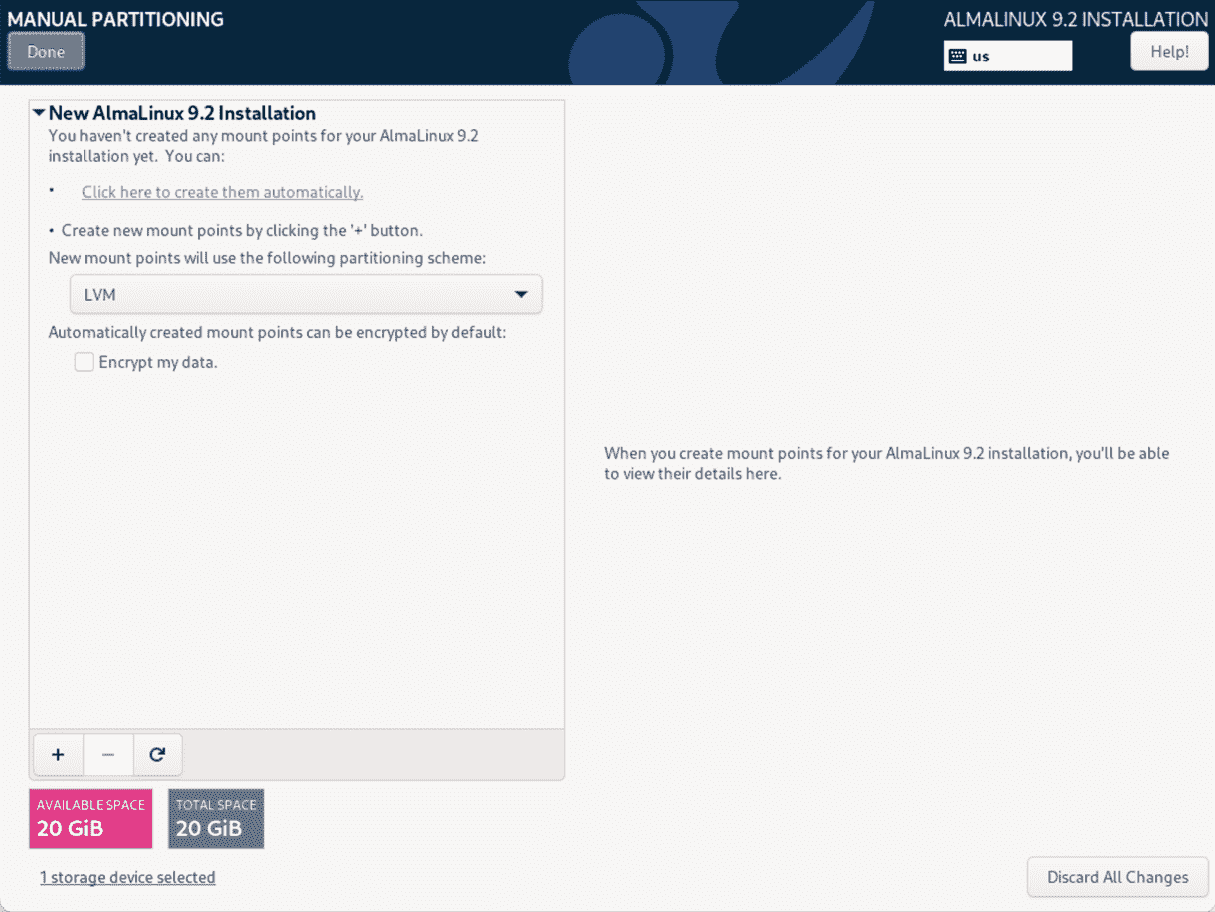 MANUAL PARTITIONING
ALMALINUX 9.2 INSTALLATION
Done
us
Help!
New AlmaLinux 9.2 Installation
You haven't created any mount points for your AlmaLinux 9.2
installation yet. You can:
• Click here to create them automatically.
• Create new mount points by clicking the '+' button.
New mount points will use the following partitioning scheme:
LVM
Automatically created mount points can be encrypted by default:
Encrypt my data.
When you create mount points for your AlmaLinux 9.2 installation, you'll be able
to view their details here.
+ −
AVAILABLE SPACE
20 GiB
TOTAL SPACE
20 GiB
1 storage device selected
Discard All Changes